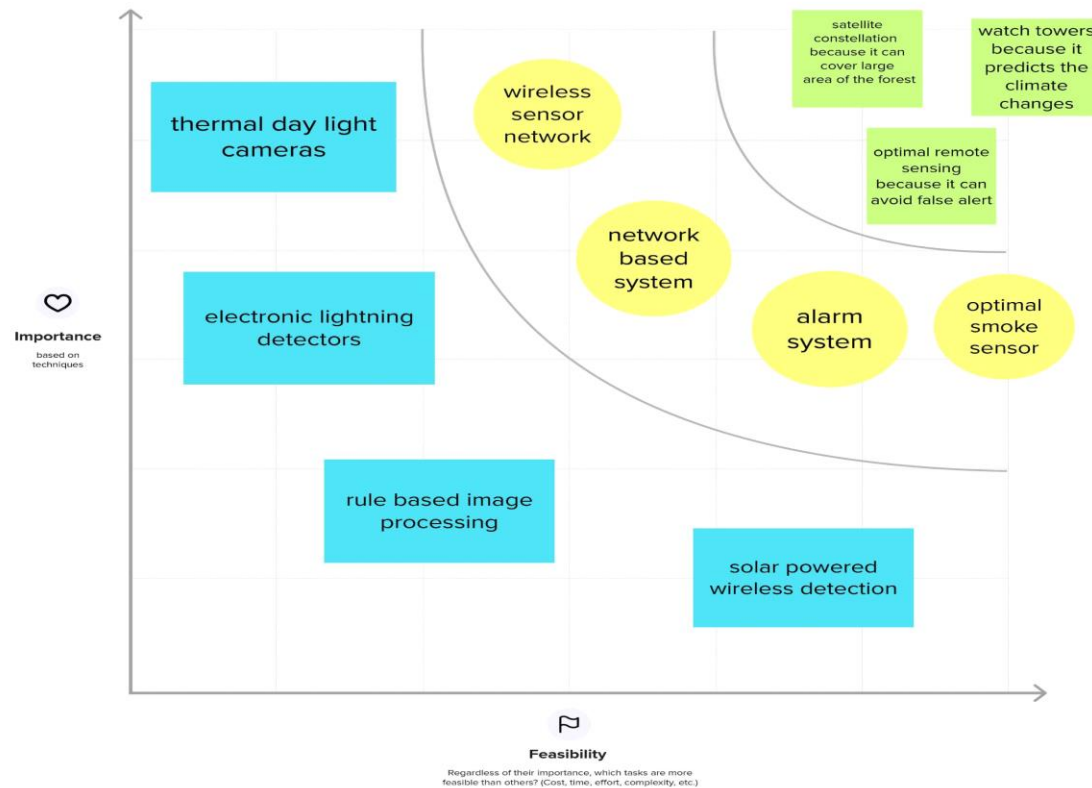 satellite
constellation
because it can
cover large
area of the forest
watch towers
because it
predicts the
climate
changes
wireless
sensor
network
thermal day light
cameras
optimal remote
sensing
because it can
avoid false alert
network
based
system
electronic lightning
detectors
alarm
system
optimal
smoke
sensor
Importance
based on
techniques
rule based image
processing
solar powered
wireless detection
Feasibility
Regardless of their importance, which tasks are more
feasible than others? (Cost, time, effort, complexity, etc.)